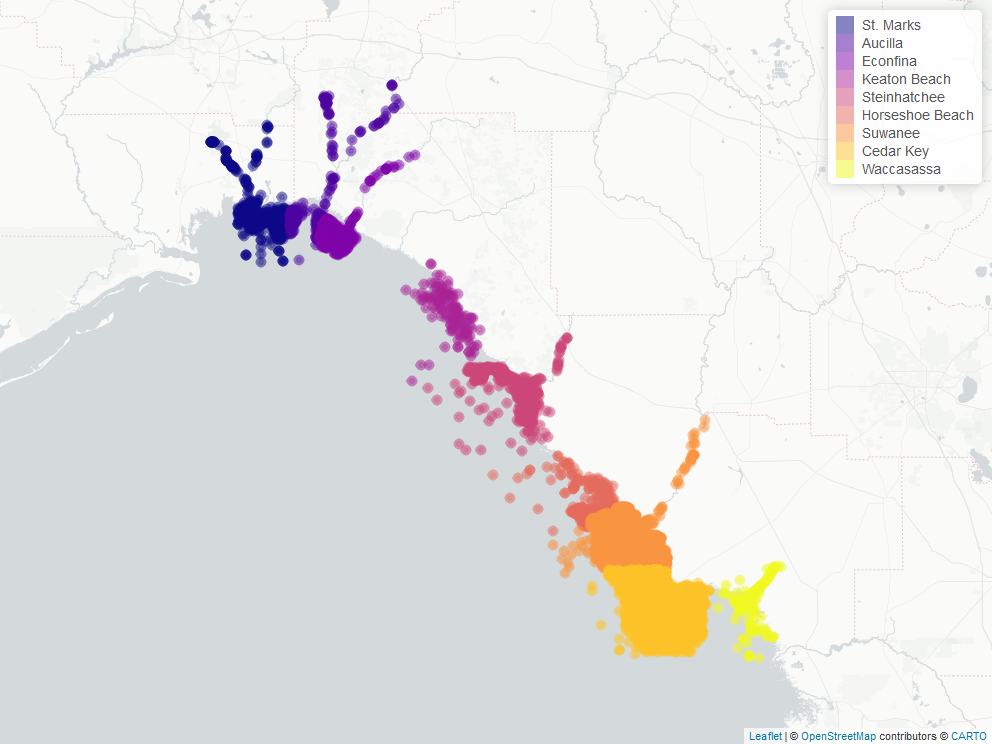 St. Marks
Aucilla
Econfina
Keaton Beach
Steinhatchee
Horseshoe Beach
Suwanee
Cedar Key
Waccasassa
Leaflet | © OpenStreetMap contributors © CARTO